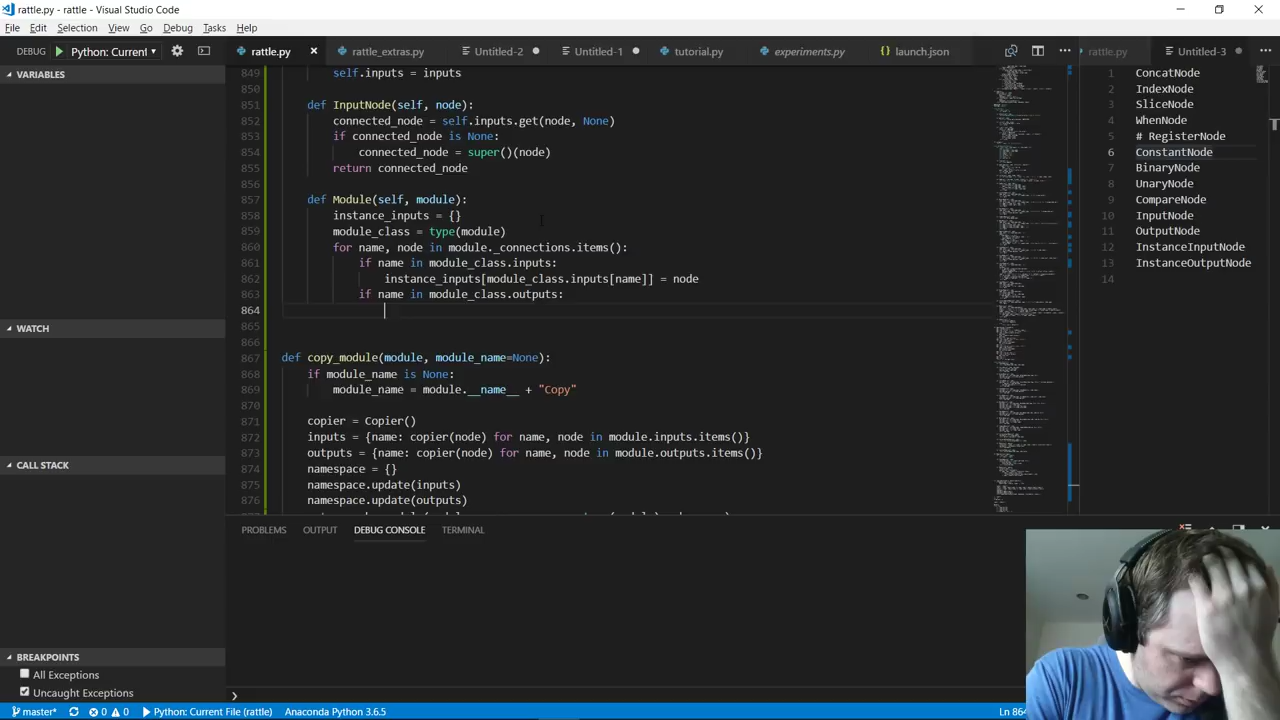 rattle.py - rattle - Visual Studio Code
File Edit Selection View Go Debug Tasks Help
DEBUG Python: Current
rattle.py rattle_extras.py Untitled-2 Untitled-1 tutorial.py experiments.py launch.json rattle.py Untitled-3
VARIABLES
WATCH
CALL STACK
BREAKPOINTS
All Exceptions
Uncaught Exceptions
849 self.inputs = inputs
850
851 def InputNode(self, node):
852 connected_node = self.inputs.get(node, None)
853 if connected_node is None:
854 connected_node = super()(node)
855 return connected_node
856
857 def Module(self, module):
858 instance_inputs = {}
859 module_class = type(module)
860 for name, node in module._connections.items():
861 if name in module_class.inputs:
862 instance_inputs[module_class.inputs[name]] = node
863 if name in module_class.outputs:
864
865
866
867 def copy_module(module, module_name=None):
868 if module_name is None:
869 module_name = module.__name__ + "Copy"
870
871 copier = Copier()
872 inputs = {name: copier(node) for name, node in module.inputs.items()}
873 outputs = {name: copier(node) for name, node in module.outputs.items()}
874 namespace = {}
875 namespace.update(inputs)
876 namespace.update(outputs)
1 ConcatNode
2 IndexNode
3 SliceNode
4 WhenNode
5 # RegisterNode
6 ConstantNode
7 BinaryNode
8 UnaryNode
9 CompareNode
10 InputNode
11 OutputNode
12 InstanceInputNode
13 InstanceOutputNode
14
PROBLEMS OUTPUT DEBUG CONSOLE TERMINAL
master* 0 0 Python: Current File (rattle) Anaconda Python 3.6.5 Ln 864